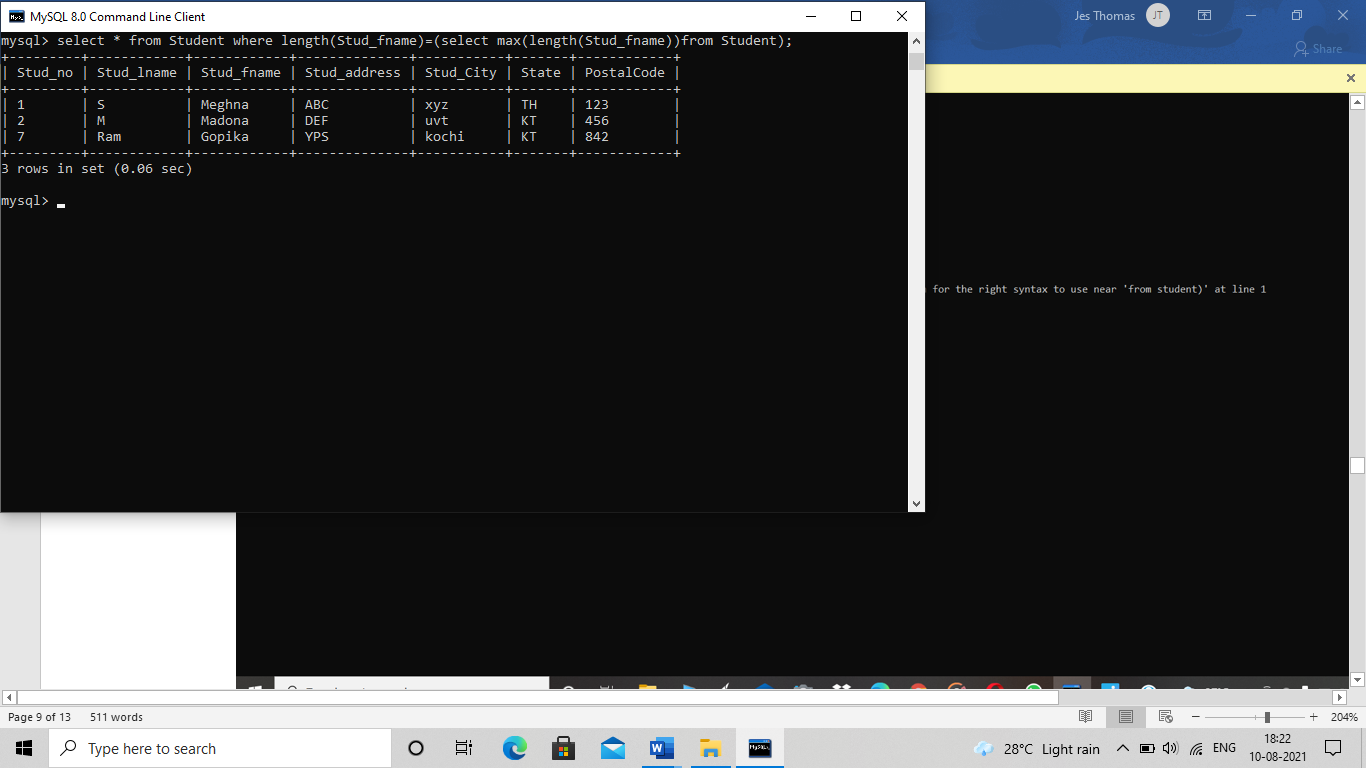 MySQL 8.0 Command Line Client
Jes Thomas JT
Share
mysql> select * from Student where length(Stud_fname)=(select max(length(Stud_fname))from Student);
+---------+------------+------------+--------------+-----------+-------+------------+
| Stud_no | Stud_lname | Stud_fname | Stud_address | Stud_City | State | PostalCode |
+---------+------------+------------+--------------+-----------+-------+------------+
| 1       | S          | Meghna     | ABC          | xyz       | TH    | 123        |
| 2       | M          | Madona     | DEF          | uvt       | KT    | 456        |
| 7       | Ram        | Gopika     | YPS          | kochi     | KT    | 842        |
+---------+------------+------------+--------------+-----------+-------+------------+
3 rows in set (0.06 sec)
mysql>
for the right syntax to use near 'from student)' at line 1
Page 9 of 13 511 words
204%
Type here to search
28°C Light rain
ENG
18:22
10-08-2021